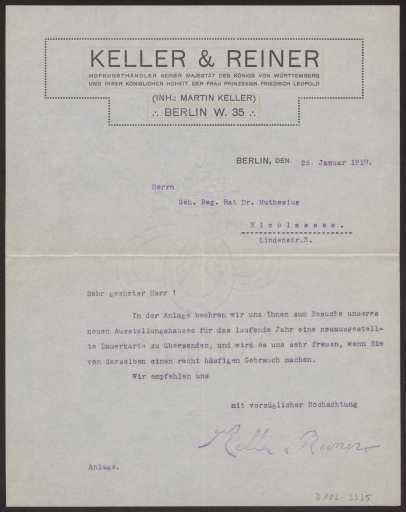 KELLER & REINER
HOFKUNSTHÄNDLER SEINER MAJESTÄT DES KÖNIGS VON WÜRTTEMBERG
UND IHRER KÖNIGLICHEN HOHEIT DER FRAU PRINZESSIN FRIEDRICH LEOPOLD
(INH.: MARTIN KELLER)
BERLIN W. 35
BERLIN, DEN 26. Januar 1910.
Herrn
Geh. Reg. Rat Dr. Muthesius
Nicolassee.
Lindenstr.3.
Sehr geehrter Herr !
In der Anlage beehren wir uns Ihnen zum Besuche unseres
neuen Ausstellungshauses für das laufende Jahr eine neuausgestell-
te Dauerkarte zu übersenden, und wird es uns sehr freuen, wenn Sie
von derselben einen recht häufigen Gebrauch machen.
Wir empfehlen uns
mit vorzüglicher Hochachtung
Keller & Reiner
Anlage.
D 102-3335